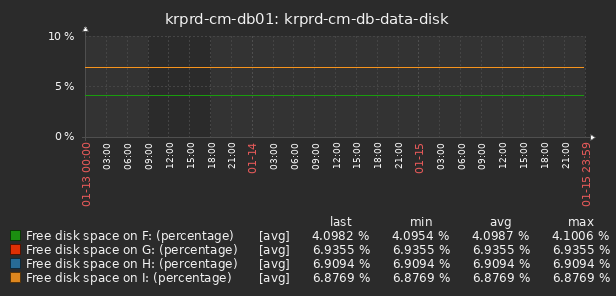 krprd-cm-db01: krprd-cm-db-data-disk
10 %
5 %
0 %
01-13 00:00 03:00 06:00 09:00 12:00 15:00 18:00 21:00 01-14 03:00 06:00 09:00 12:00 15:00 18:00 21:00 01-15 03:00 06:00 09:00 12:00 15:00 18:00 21:00 01-15 23:59
last min avg max
Free disk space on F: (percentage) [avg] 4.0982 % 4.0954 % 4.0987 % 4.1006 %
Free disk space on G: (percentage) [avg] 6.9355 % 6.9355 % 6.9355 % 6.9355 %
Free disk space on H: (percentage) [avg] 6.9094 % 6.9094 % 6.9094 % 6.9094 %
Free disk space on I: (percentage) [avg] 6.8769 % 6.8769 % 6.8769 % 6.8769 %